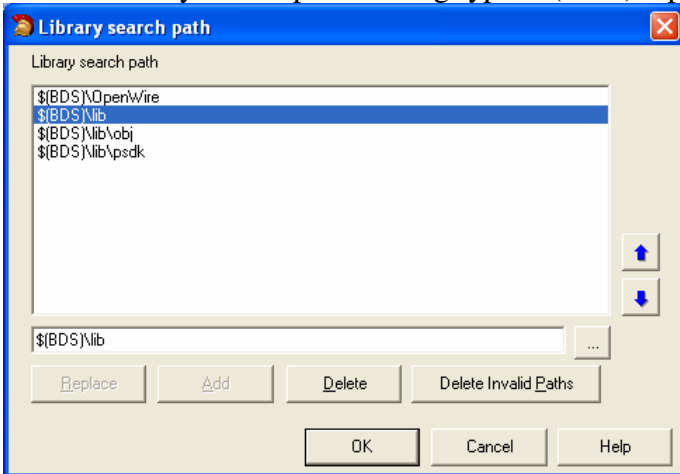 Library search path
Library search path
$(BDS)\OpenWire
$(BDS)\lib
$(BDS)\lib\obj
$(BDS)\lib\psdk
$(BDS)\lib
...
Replace Add Delete Delete Invalid Paths
OK Cancel Help